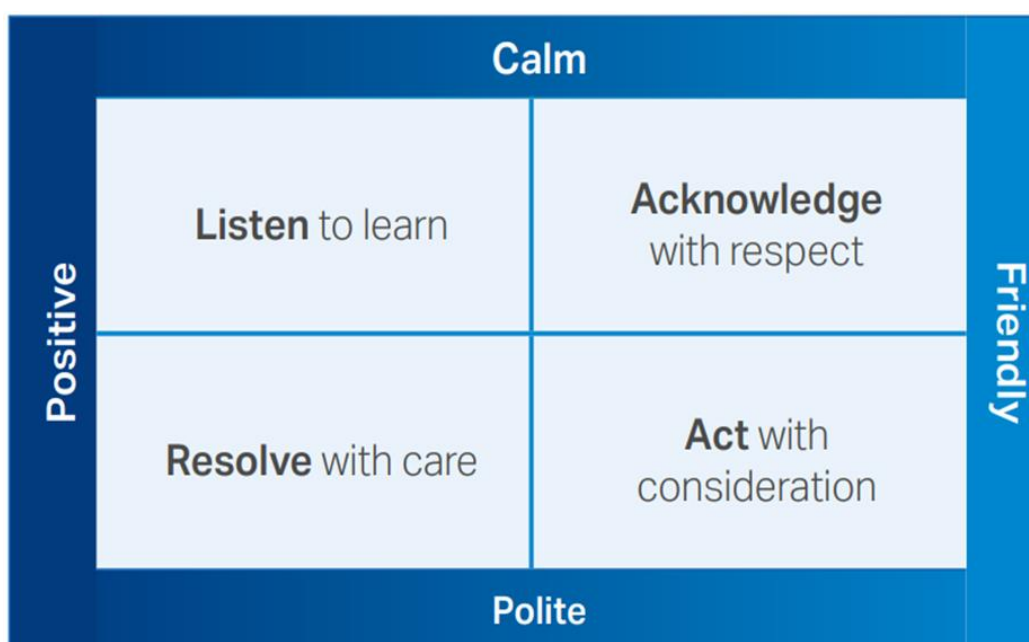 Calm
Positive
Listen to learn
Acknowledge
with respect
Friendly
Resolve with care
Act with
consideration
Polite